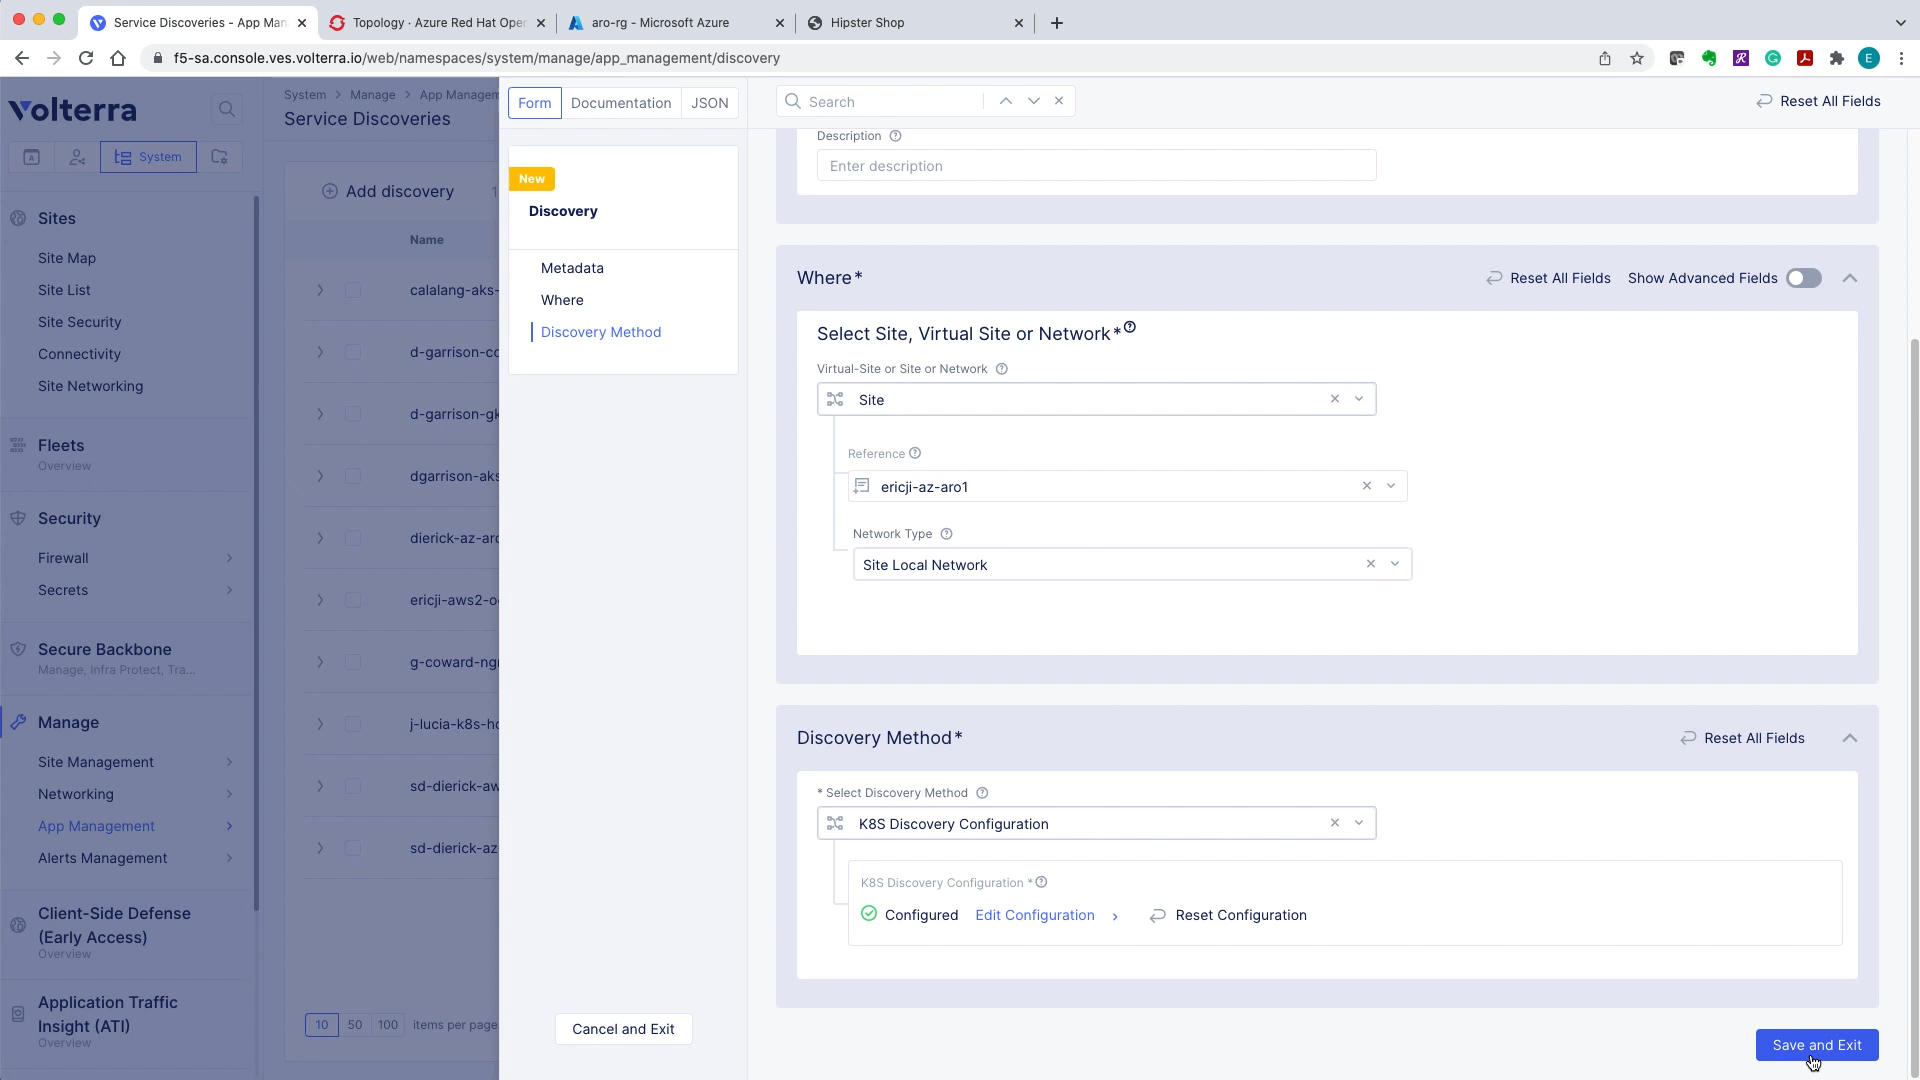 Service Discoveries - App Man
Topology · Azure Red Hat Oper
aro-rg - Microsoft Azure
Hipster Shop
f5-sa.console.ves.volterra.io/web/namespaces/system/manage/app_management/discovery
E
volterra
System
Sites
Site Map
Site List
Site Security
Connectivity
Site Networking
Fleets
Overview
Security
Firewall
Secrets
Secure Backbone
Manage, Infra Protect, Tra...
Manage
Site Management
Networking
App Management
Alerts Management
Client-Side Defense
(Early Access)
Overview
Application Traffic
Insight (ATI)
Overview
System > Manage > App Managem
Service Discoveries
Add discovery
Name
calalang-aks-
d-garrison-co
d-garrison-gk
dgarrison-aks
dierick-az-aro
ericji-aws2-o
g-coward-ngi
j-lucia-k8s-ho
sd-dierick-aw
sd-dierick-az
10 50 100 items per page
Form Documentation JSON
New
Discovery
Metadata
Where
Discovery Method
Cancel and Exit
Search
Reset All Fields
Description
Enter description
Where*
Reset All Fields
Show Advanced Fields
Select Site, Virtual Site or Network*
Virtual-Site or Site or Network
Site
Reference
ericji-az-aro1
Network Type
Site Local Network
Discovery Method*
Reset All Fields
* Select Discovery Method
K8S Discovery Configuration
K8S Discovery Configuration *
Configured Edit Configuration Reset Configuration
Save and Exit